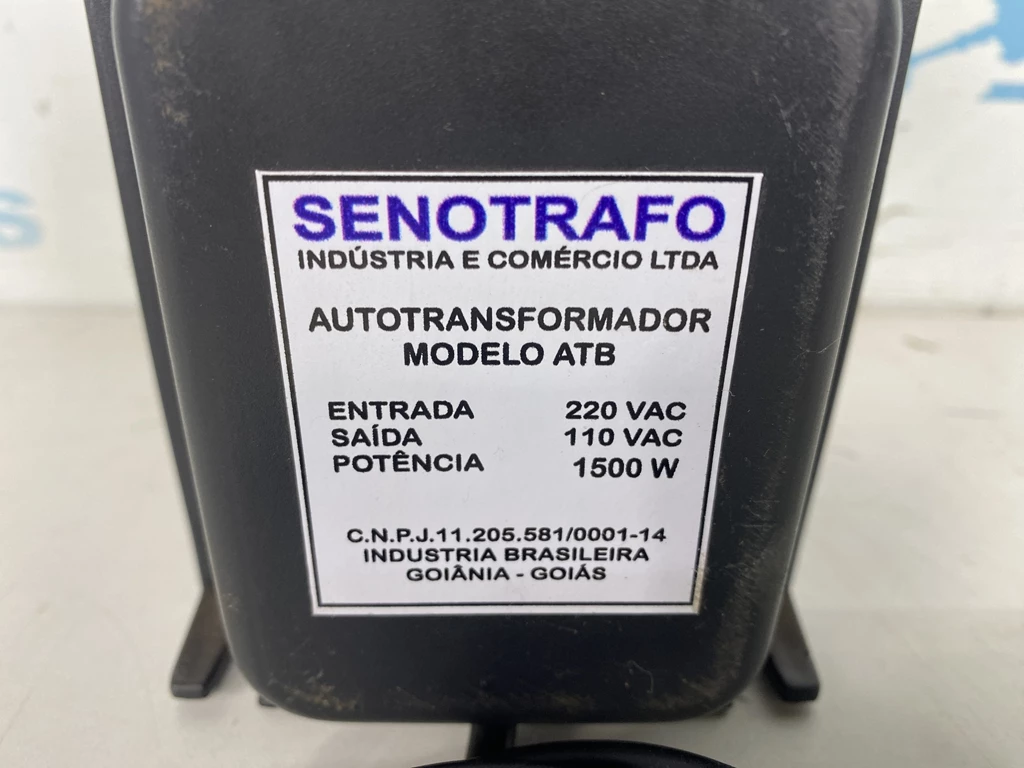 SENOTRAFO
INDÚSTRIA E COMÉRCIO LTDA
AUTOTRANSFORMADOR
MODELO ATB
ENTRADA 220 VAC
SAÍDA 110 VAC
POTÊNCIA 1500 W
C.N.P.J.11.205.581/0001-14
INDUSTRIA BRASILEIRA
GOIÂNIA - GOIÁS